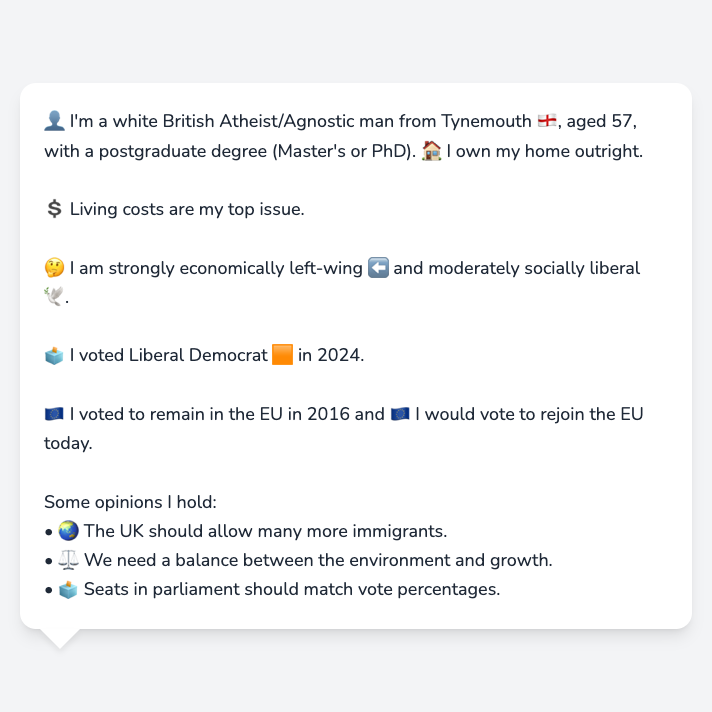 👤 I'm a white British Atheist/Agnostic man from Tynemouth 🏴󠁧󠁢󠁥󠁮󠁧󠁿, aged 57,
with a postgraduate degree (Master's or PhD). 🏠 I own my home outright.
💲 Living costs are my top issue.
🤔 I am strongly economically left-wing ⬅️ and moderately socially liberal
🕊️.
🗳️ I voted Liberal Democrat 🟧 in 2024.
🇪🇺 I voted to remain in the EU in 2016 and 🇪🇺 I would vote to rejoin the EU
today.
Some opinions I hold:
• 🌏 The UK should allow many more immigrants.
• ⚖️ We need a balance between the environment and growth.
• 🗳️ Seats in parliament should match vote percentages.